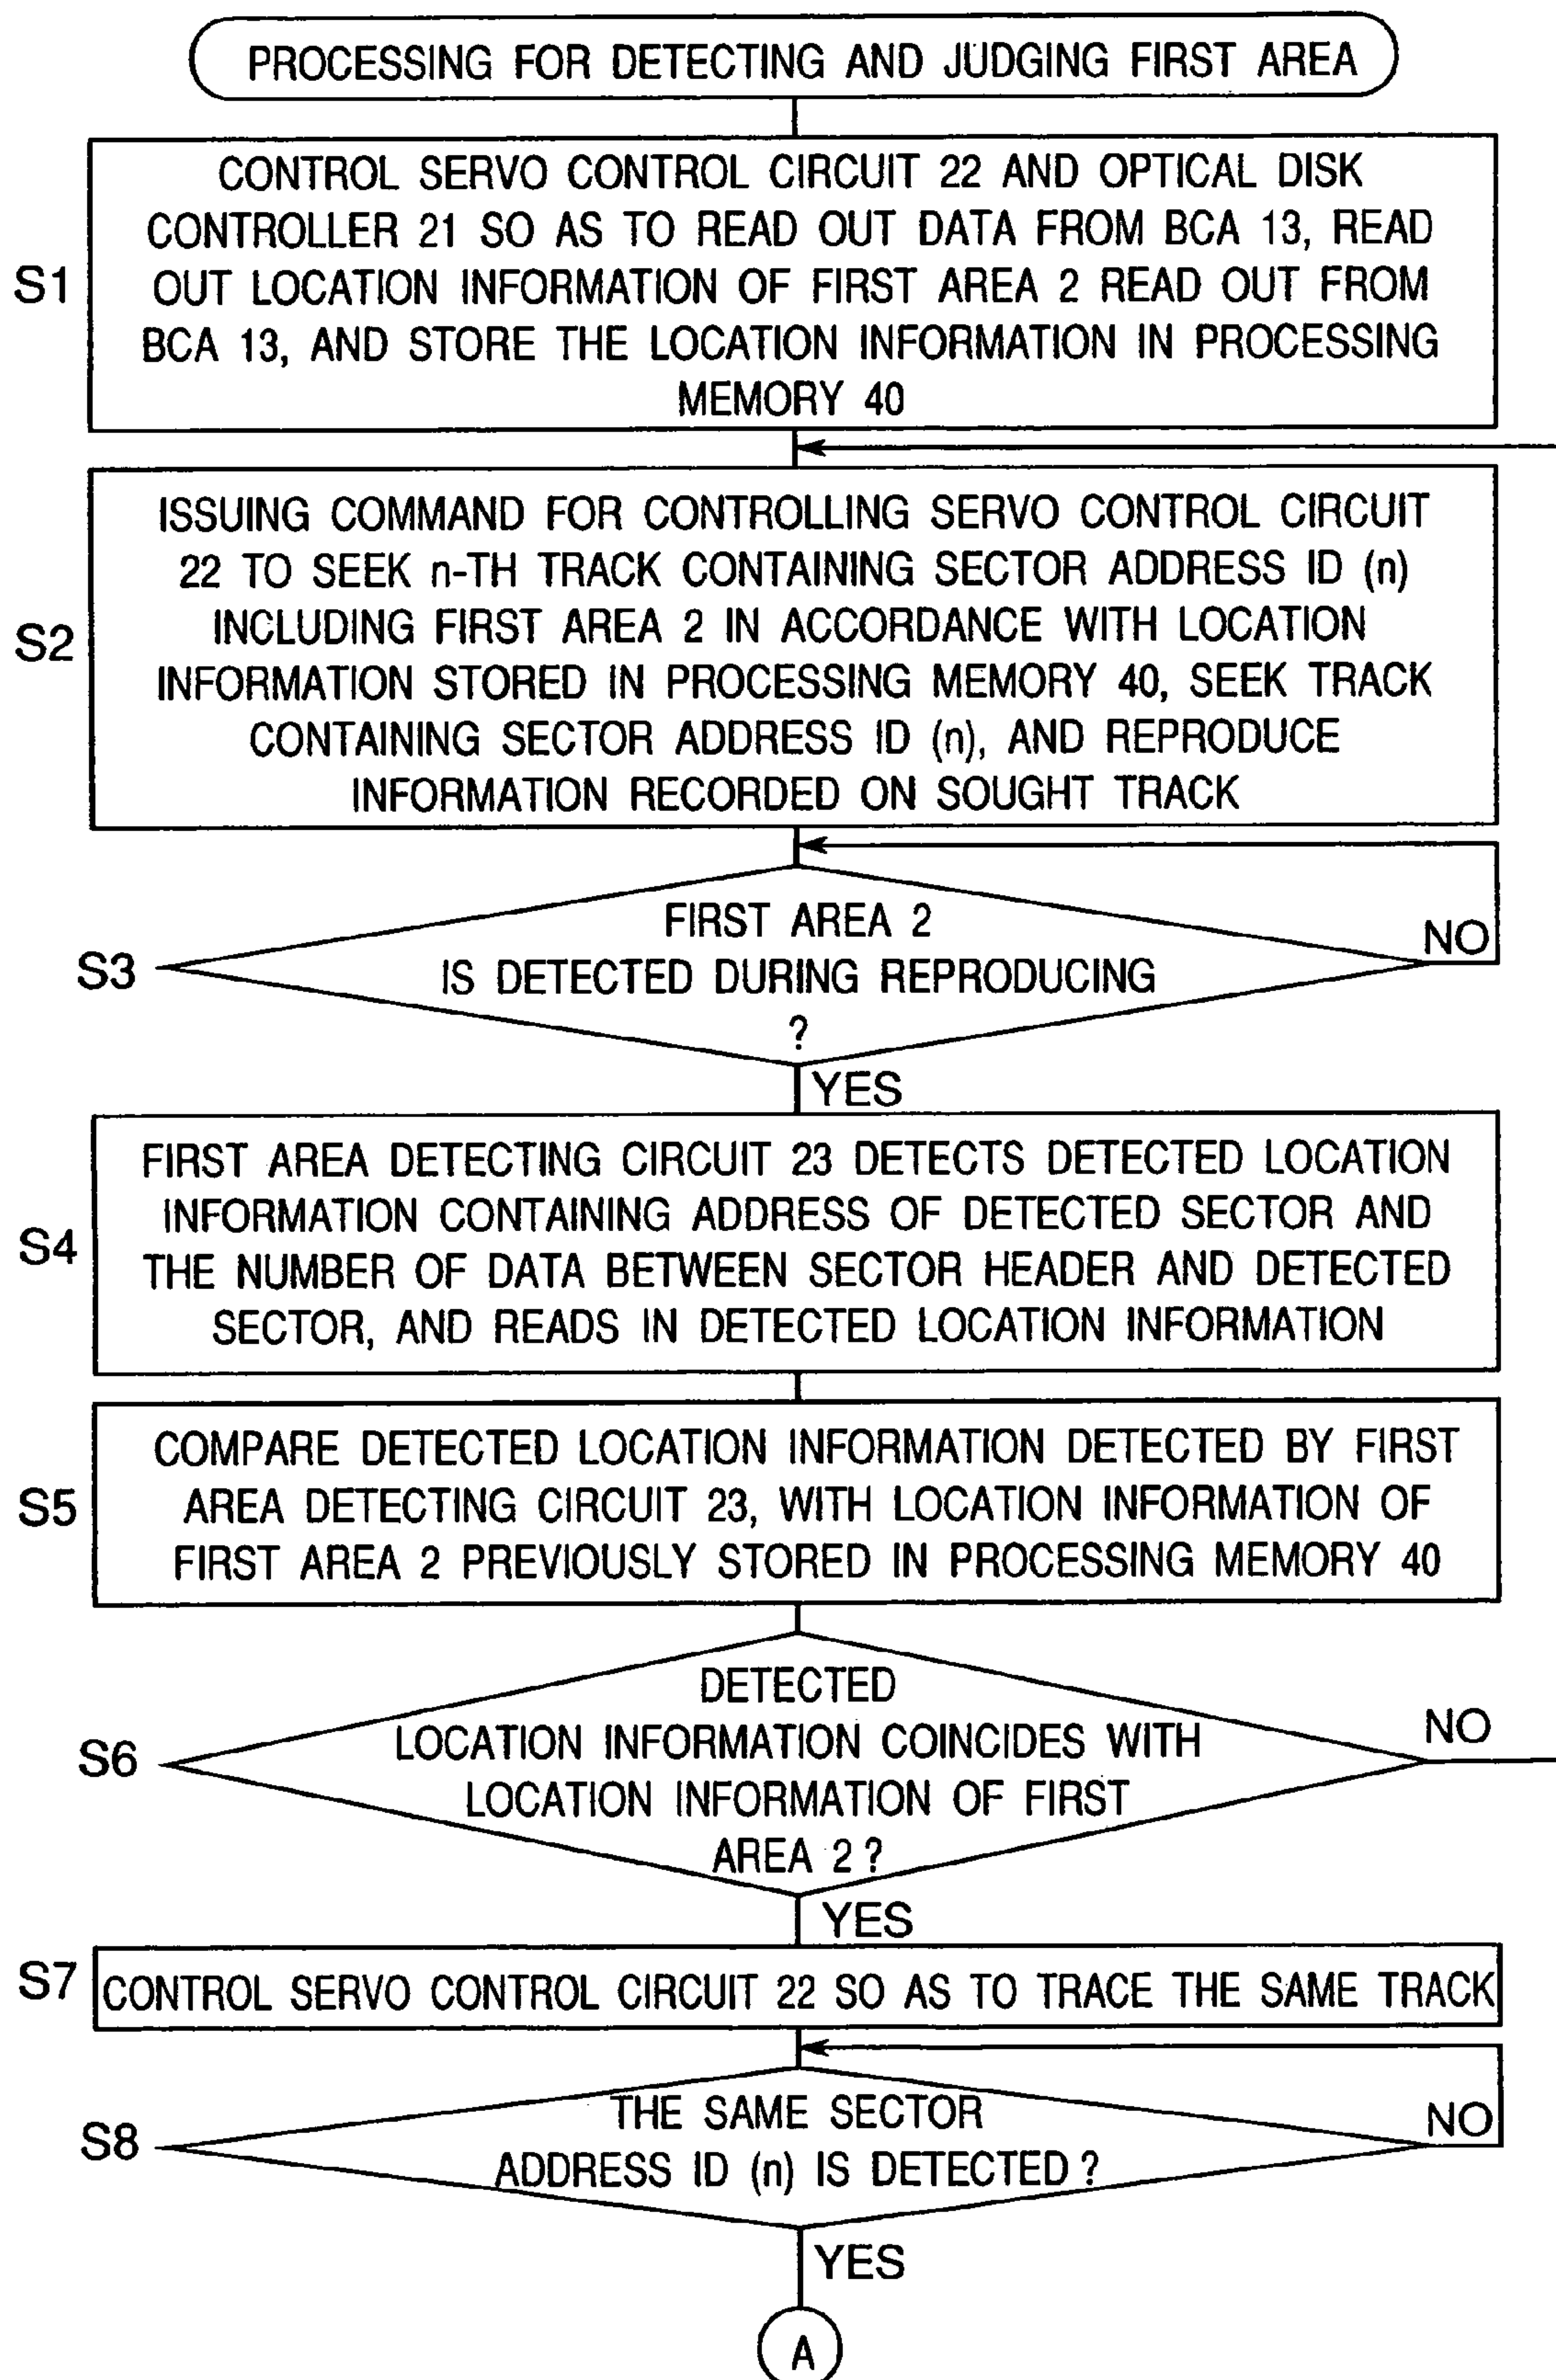 PROCESSING FOR DETECTING AND JUDGING FIRST AREA
S1
CONTROL SERVO CONTROL CIRCUIT 22 AND OPTICAL DISK
CONTROLLER 21 SO AS TO READ OUT DATA FROM BCA 13, READ
OUT LOCATION INFORMATION OF FIRST AREA 2 READ OUT FROM
BCA 13, AND STORE THE LOCATION INFORMATION IN PROCESSING
MEMORY 40
S2
ISSUING COMMAND FOR CONTROLLING SERVO CONTROL CIRCUIT
22 TO SEEK n-TH TRACK CONTAINING SECTOR ADDRESS ID (n)
INCLUDING FIRST AREA 2 IN ACCORDANCE WITH LOCATION
INFORMATION STORED IN PROCESSING MEMORY 40, SEEK TRACK
CONTAINING SECTOR ADDRESS ID (n), AND REPRODUCE
INFORMATION RECORDED ON SOUGHT TRACK
S3
FIRST AREA 2
IS DETECTED DURING REPRODUCING
?
NO
YES
S4
FIRST AREA DETECTING CIRCUIT 23 DETECTS DETECTED LOCATION
INFORMATION CONTAINING ADDRESS OF DETECTED SECTOR AND
THE NUMBER OF DATA BETWEEN SECTOR HEADER AND DETECTED
SECTOR, AND READS IN DETECTED LOCATION INFORMATION
S5
COMPARE DETECTED LOCATION INFORMATION DETECTED BY FIRST
AREA DETECTING CIRCUIT 23, WITH LOCATION INFORMATION OF
FIRST AREA 2 PREVIOUSLY STORED IN PROCESSING MEMORY 40
S6
DETECTED
LOCATION INFORMATION COINCIDES WITH
LOCATION INFORMATION OF FIRST
AREA 2 ?
NO
YES
S7
CONTROL SERVO CONTROL CIRCUIT 22 SO AS TO TRACE THE SAME TRACK
S8
THE SAME SECTOR
ADDRESS ID (n) IS DETECTED ?
NO
YES
A